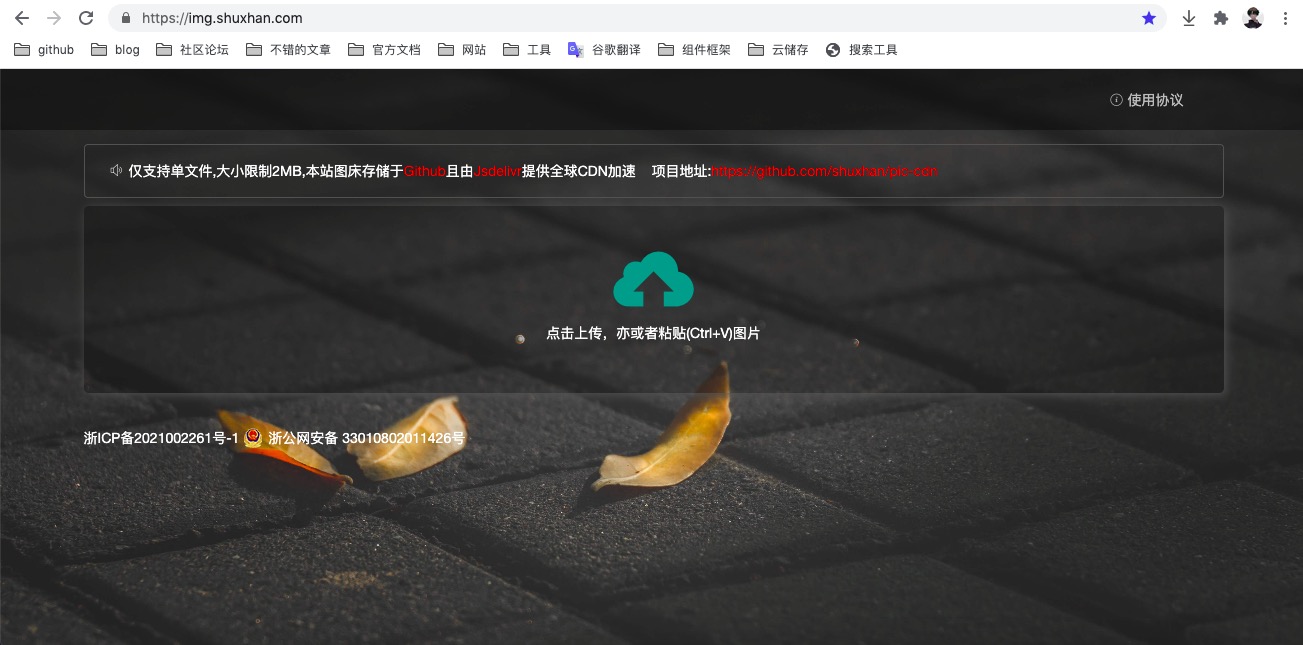 https://img.shuxhan.com
github blog 社区论坛 不错的文章 官方文档 网站 工具 谷歌翻译 组件框架 云储存 搜索工具
使用协议
仅支持单文件,大小限制2MB,本站图床存储于Github且由Jsdelivr提供全球CDN加速 项目地址:https://github.com/shuxhan/pic-cdn
点击上传，亦或者粘贴(Ctrl+V)图片
浙ICP备2021002261号-1 浙公网安备 33010802011426号